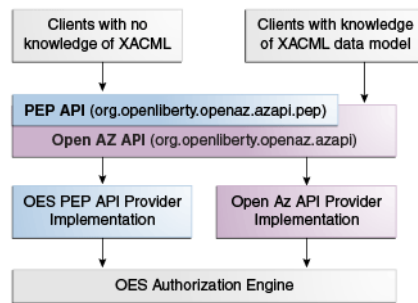 Clients with no
knowledge of XACML
Clients with knowledge
of XACML data model
PEP API (org.openliberty.openaz.azapi.pep)
Open AZ API (org.openliberty.openaz.azapi)
OES PEP API Provider
Implementation
Open Az API Provider
Implementation
OES Authorization Engine